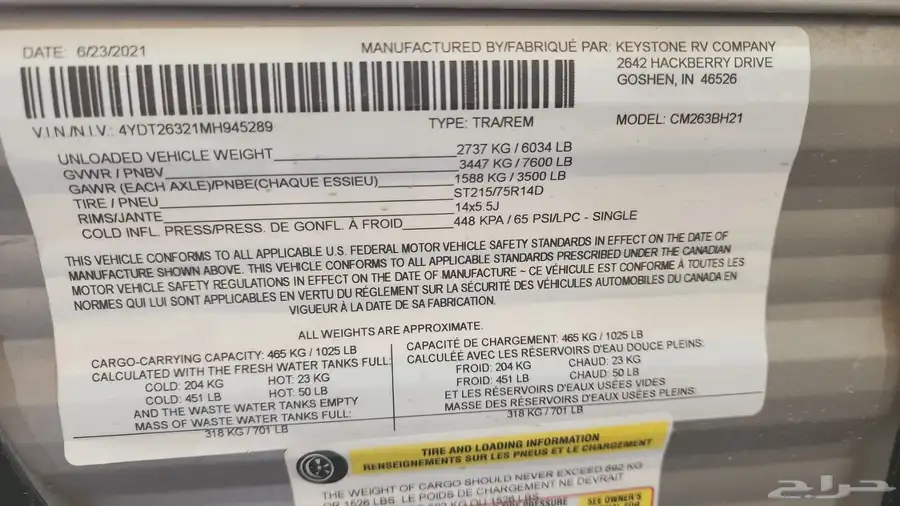 DATE: 6/23/2021
MANUFACTURED BY/FABRIQUÉ PAR: KEYSTONE RV COMPANY
2642 HACKBERRY DRIVE
GOSHEN, IN 46526
V.I.N./N.I.V.: 4YDT26321MH945289
TYPE: TRA/REM
MODEL: CM263BH21
UNLOADED VEHICLE WEIGHT 2737 KG / 6034 LB
GVWR / PNBV 3447 KG / 7600 LB
GAWR (EACH AXLE)/PNBE(CHAQUE ESSIEU) 1588 KG / 3500 LB
TIRE / PNEU ST215/75R14D
RIMS/JANTE 14x5.5J
COLD INFL. PRESS/PRESS. DE GONFL. À FROID 448 KPA / 65 PSI/LPC - SINGLE
THIS VEHICLE CONFORMS TO ALL APPLICABLE U.S. FEDERAL MOTOR VEHICLE SAFETY STANDARDS IN EFFECT ON THE DATE OF
MANUFACTURE SHOWN ABOVE. THIS VEHICLE CONFORMS TO ALL APPLICABLE STANDARDS PRESCRIBED UNDER THE CANADIAN
MOTOR VEHICLE SAFETY REGULATIONS IN EFFECT ON THE DATE OF MANUFACTURE ~ CE VÉHICULE EST CONFORME À TOUTES LES
NORMES QUI LUI SONT APPLICABLES EN VERTU DU RÉGLEMENT SUR LA SÉCURITÉ DES VÉHICULES AUTOMOBILES DU CANADA EN
VIGUEUR À LA DATE DE SA FABRICATION.
ALL WEIGHTS ARE APPROXIMATE.
CARGO-CARRYING CAPACITY: 465 KG / 1025 LB
CALCULATED WITH THE FRESH WATER TANKS FULL:
COLD: 204 KG HOT: 23 KG
COLD: 451 LB HOT: 50 LB
AND THE WASTE WATER TANKS EMPTY
MASS OF WASTE WATER TANKS FULL:
318 KG / 701 LB
CAPACITÉ DE CHARGEMENT: 465 KG / 1025 LB
CALCULÉE AVEC LES RÉSERVOIRS D'EAU DOUCE PLEINS:
FROID: 204 KG CHAUD: 23 KG
FROID: 451 LB CHAUD: 50 LB
ET LES RÉSERVOIRS D'EAU USÉES VIDES
MASSE DES RÉSERVOIRS D'EAU USÉES PLEINS:
318 KG / 701 LB
TIRE AND LOADING INFORMATION
RENSEIGNEMENTS SUR LES PNEUS ET LE CHARGEMENT
THE WEIGHT OF CARGO SHOULD NEVER EXCEED 692 KG
OR 1526 LBS. LE POIDS DE CHARGEMENT NE DEVRAIT
PRESSURE
SEE OWNER'S
حراج